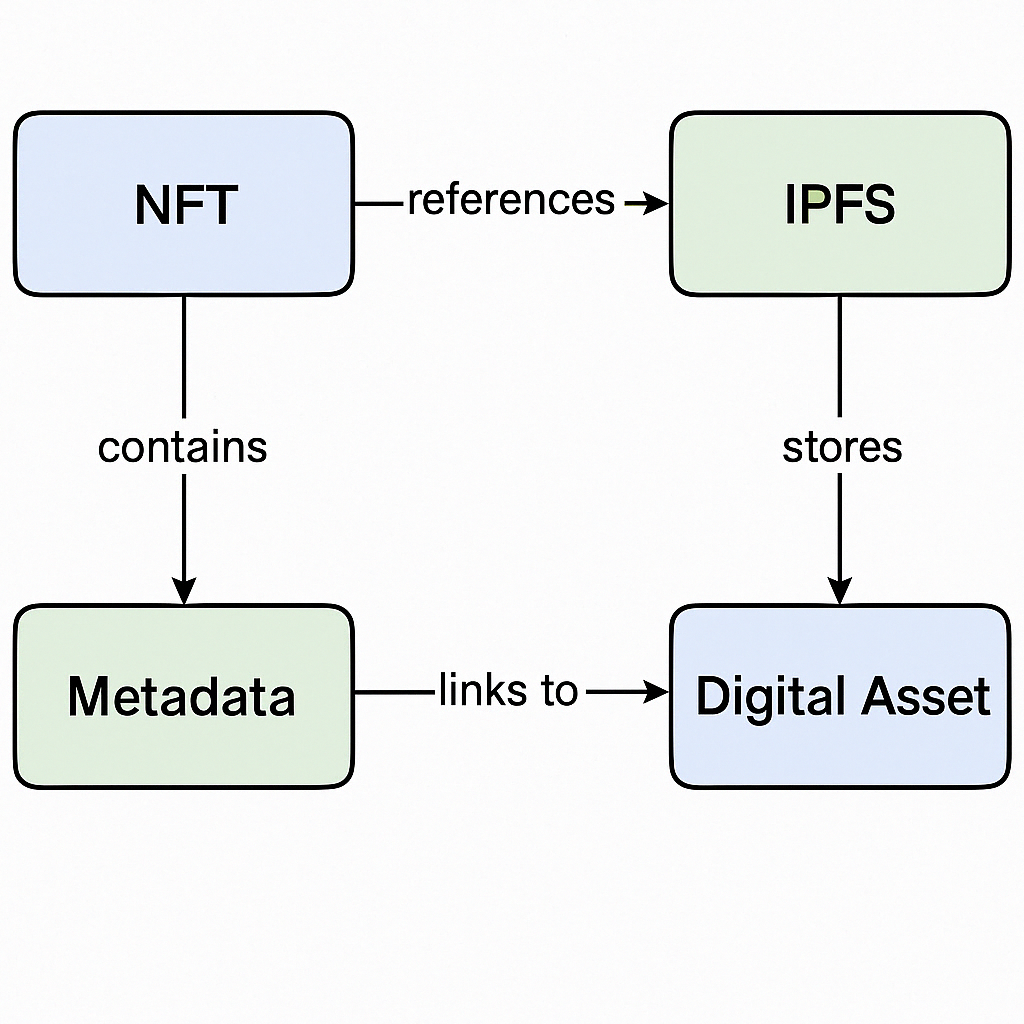 NFT
references
IPFS
contains
stores
Metadata
links to
Digital Asset